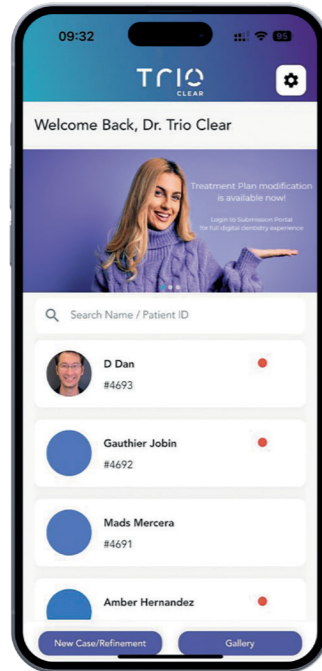 09:32
95
TRIO
CLEAR
Welcome Back, Dr. Trio Clear
Treatment Plan modification
is available now!
Login to Submission Portal
for full digital dentistry experience
Search Name / Patient ID
D Dan
#4693
Gauthier Jobin
#4692
Mads Mercera
#4691
Amber Hernandez
New Case/Refinement
Gallery